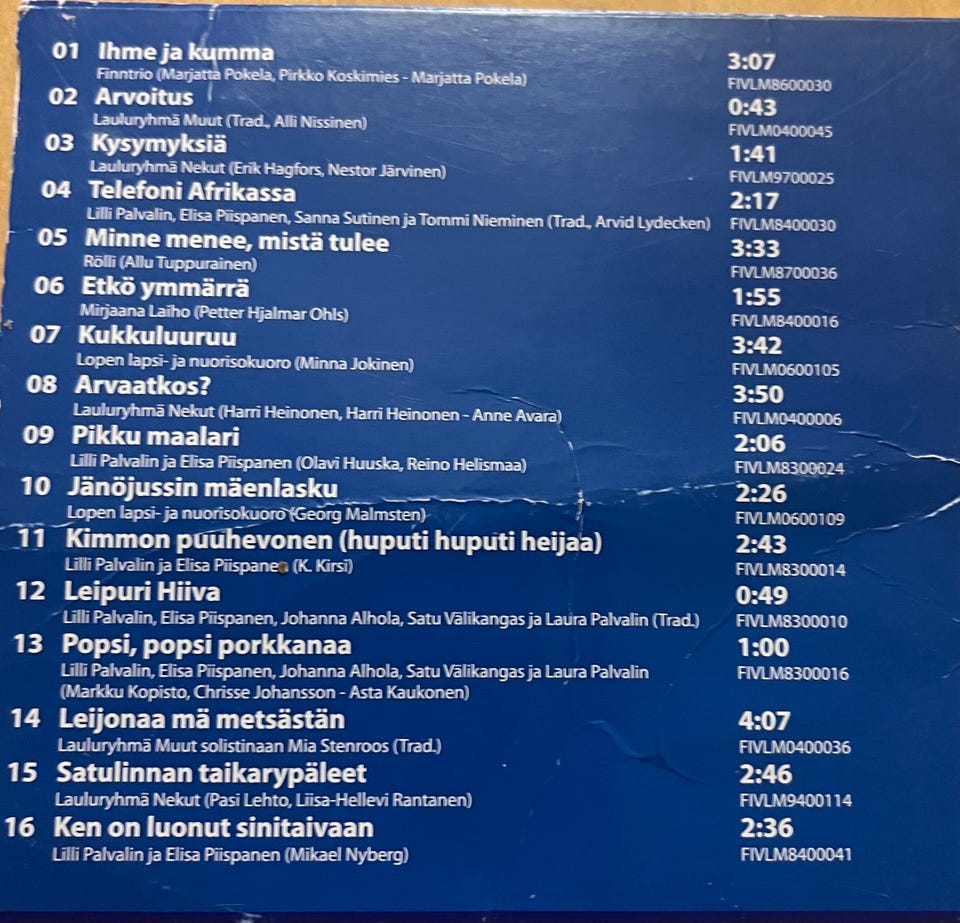 01 Ihme ja kumma 3:07
Finntrio (Marjatta Pokela, Pirkko Koskimies - Marjatta Pokela) FIVLM8600030
02 Arvoitus 0:43
Lauluryhmä Muut (Trad., Alli Nissinen) FIVLM0400045
03 Kysymyksiä 1:41
Lauluryhmä Nekut (Erik Hagfors, Nestor Järvinen) FIVLM9700025
04 Telefoni Afrikassa 2:17
Lilli Palvalin, Elisa Piispanen, Sanna Sutinen ja Tommi Nieminen (Trad., Arvid Lydecken) FIVLM8400030
05 Minne menee, mistä tulee 3:33
Rölli (Allu Tuppurainen) FIVLM8700036
06 Etkö ymmärrä 1:55
Mirjaana Laiho (Petter Hjalmar Ohls) FIVLM8400016
07 Kukkuluuruu 3:42
Lopen lapsi- ja nuorisokuoro (Minna Jokinen) FIVLM0600105
08 Arvaatkos? 3:50
Lauluryhmä Nekut (Harri Heinonen, Harri Heinonen - Anne Avara) FIVLM0400006
09 Pikku maalari 2:06
Lilli Palvalin ja Elisa Piispanen (Olavi Huuska, Reino Helismaa) FIVLM8300024
10 Jänöjussin mäenlasku 2:26
Lopen lapsi- ja nuorisokuoro (Georg Malmsten) FIVLM0600109
11 Kimmon puuhevonen (huputi huputi heijaa) 2:43
Lilli Palvalin ja Elisa Piispanen (K. Kirsi) FIVLM8300014
12 Leipuri Hiiva 0:49
Lilli Palvalin, Elisa Piispanen, Johanna Alhola, Satu Välikangas ja Laura Palvalin (Trad.) FIVLM8300010
13 Popsi, popsi porkkanaa 1:00
Lilli Palvalin, Elisa Piispanen, Johanna Alhola, Satu Välikangas ja Laura Palvalin FIVLM8300016
(Markku Kopisto, Chrisse Johansson - Asta Kaukonen)
14 Leijonaa mä metsästän 4:07
Lauluryhmä Muut solistinaan Mia Stenroos (Trad.) FIVLM0400036
15 Satulinnan taikarypäleet 2:46
Lauluryhmä Nekut (Pasi Lehto, Liisa-Hellevi Rantanen) FIVLM9400114
16 Ken on luonut sinitaivaan 2:36
Lilli Palvalin ja Elisa Piispanen (Mikael Nyberg) FIVLM8400041